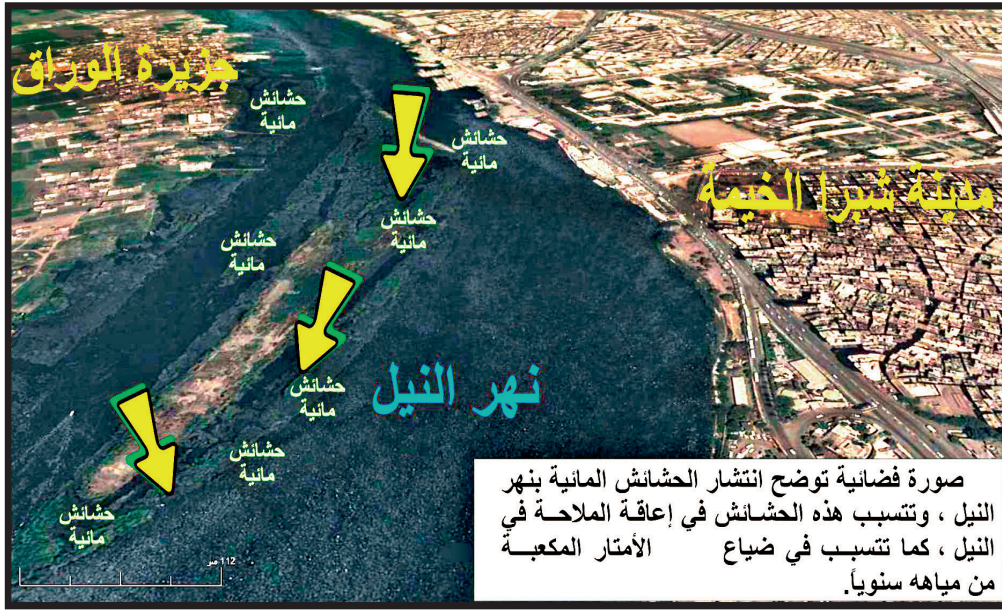 جزيرة الوراق
حشائش
مائية
حشائش
مائية
مدينة شبرا الخيمة
حشائش
مائية
حشائش
مائية
حشائش
مائية
نهر النيل
حشائش
مائية
حشائش
مائية
صورة فضائية توضح انتشار الحشائش المائية بنهر
النيل ، وتتسبب هذه الحشائش في إعاقة الملاحة في
النيل ، كما تتسبب في ضياع الأمتار المكعبة
من مياهه سنوياً.